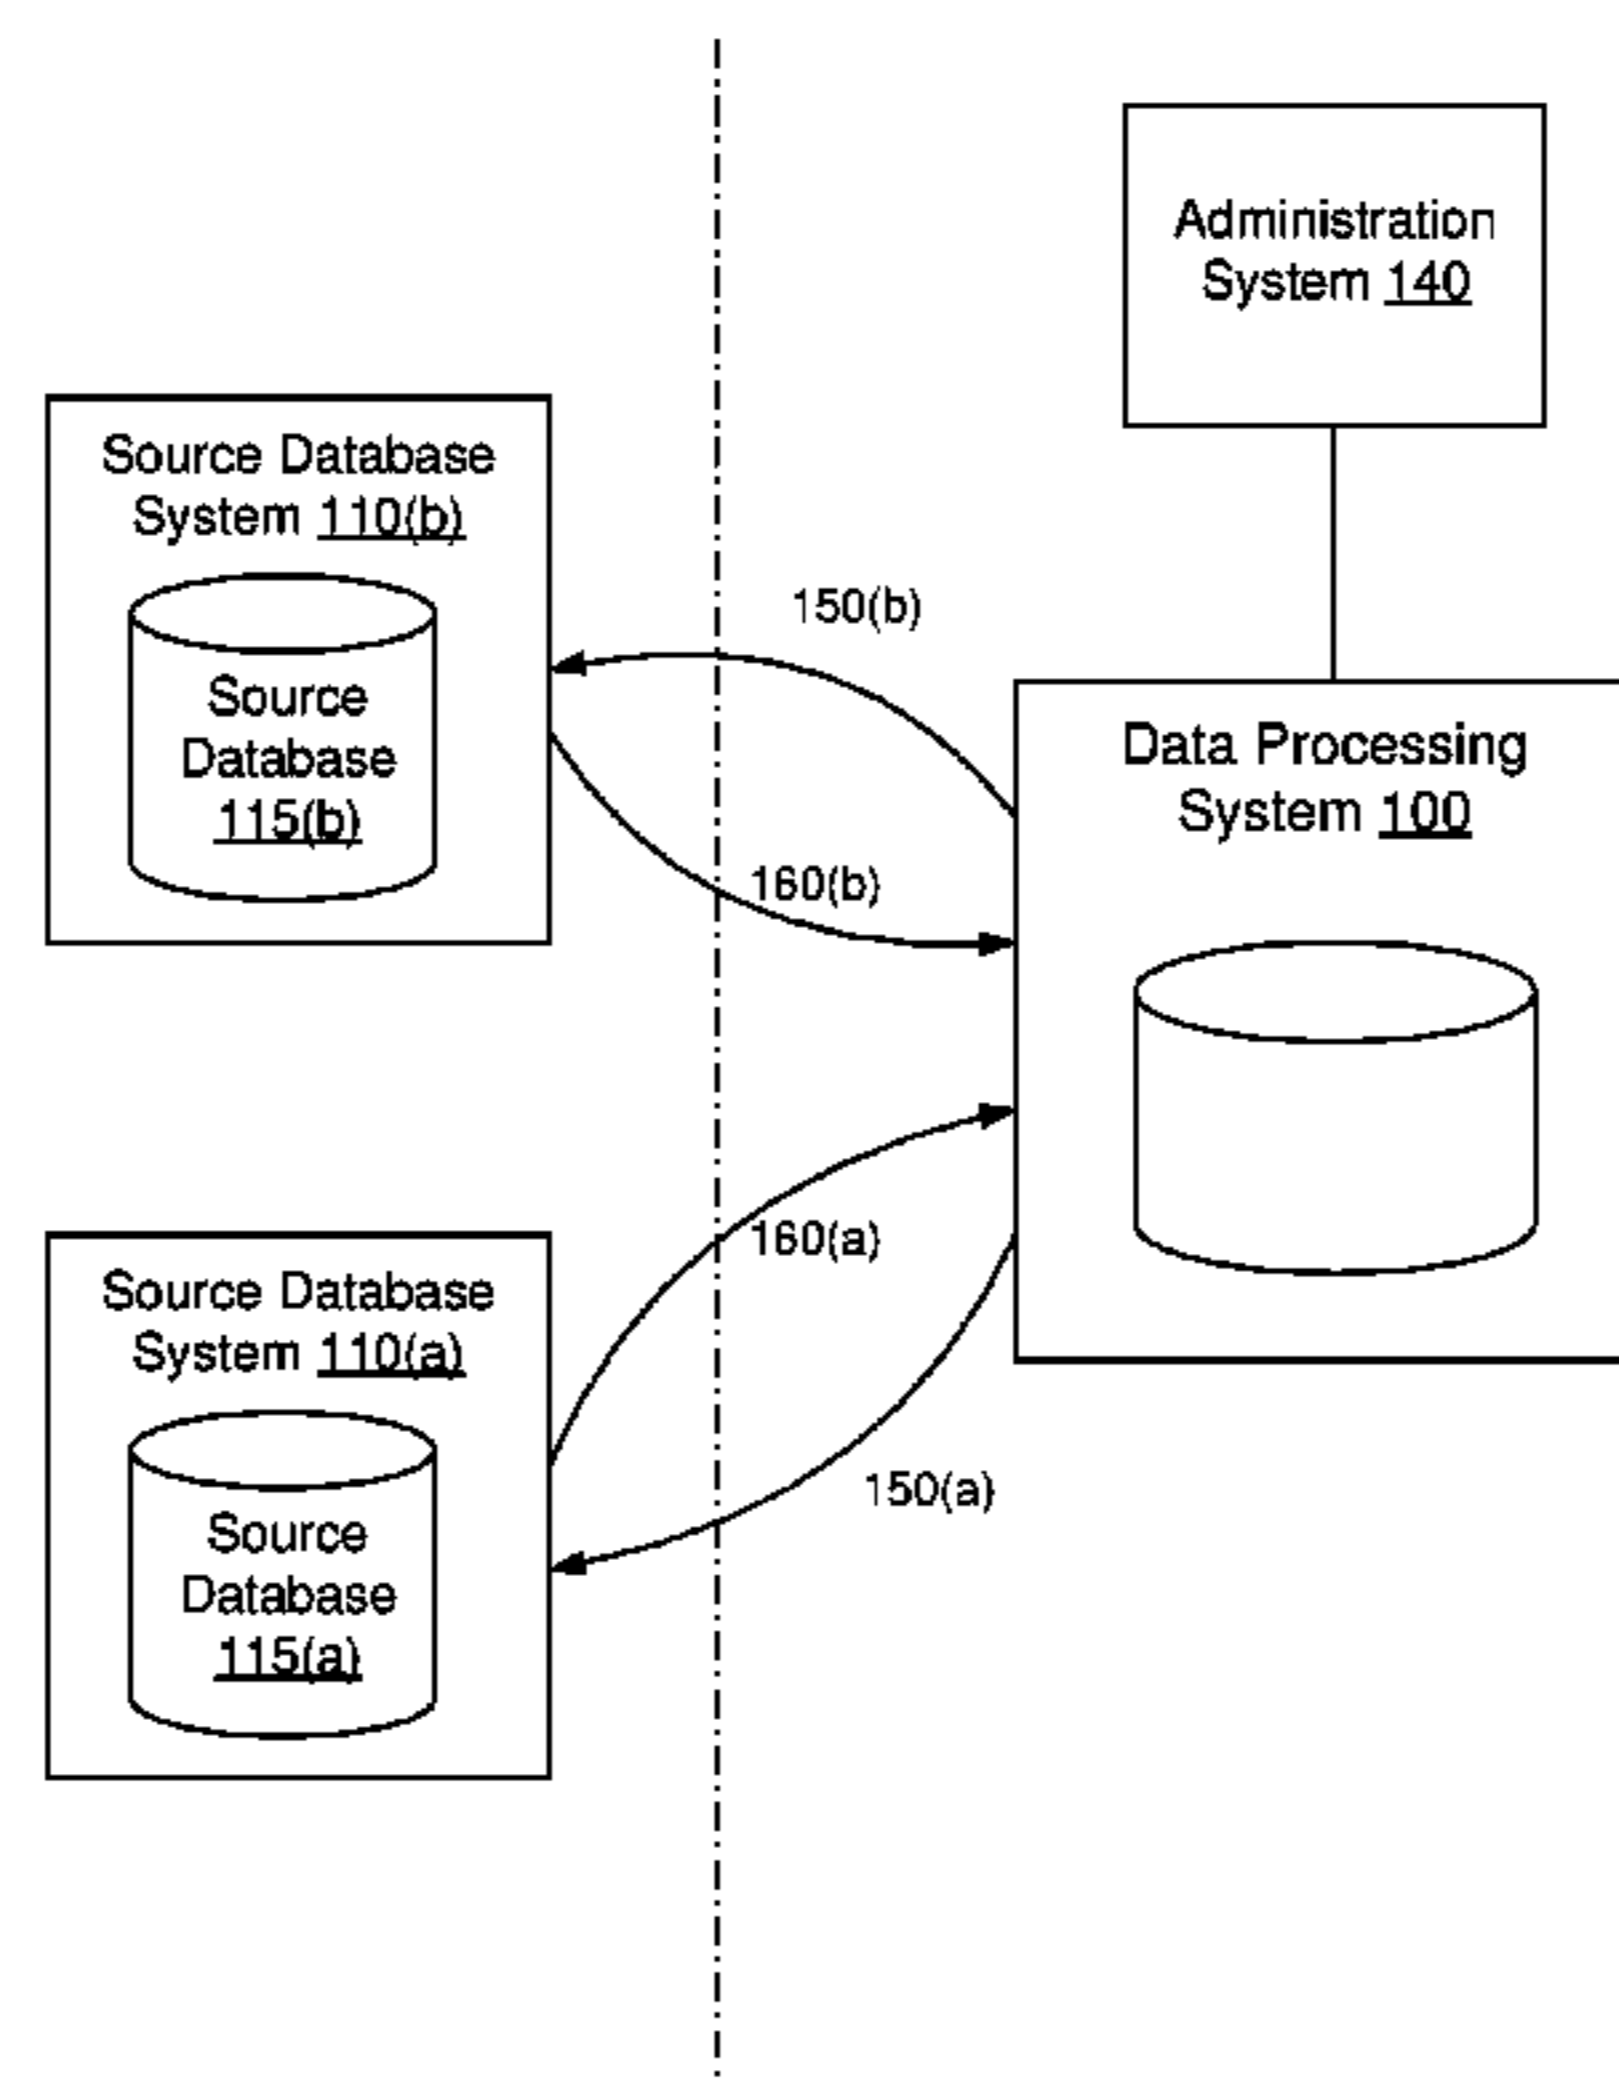 Administration
System 140
Source Database
System 110(b)
Source
Database
115(b)
150(b)
160(b)
Data Processing
System 100
160(a)
150(a)
Source Database
System 110(a)
Source
Database
115(a)